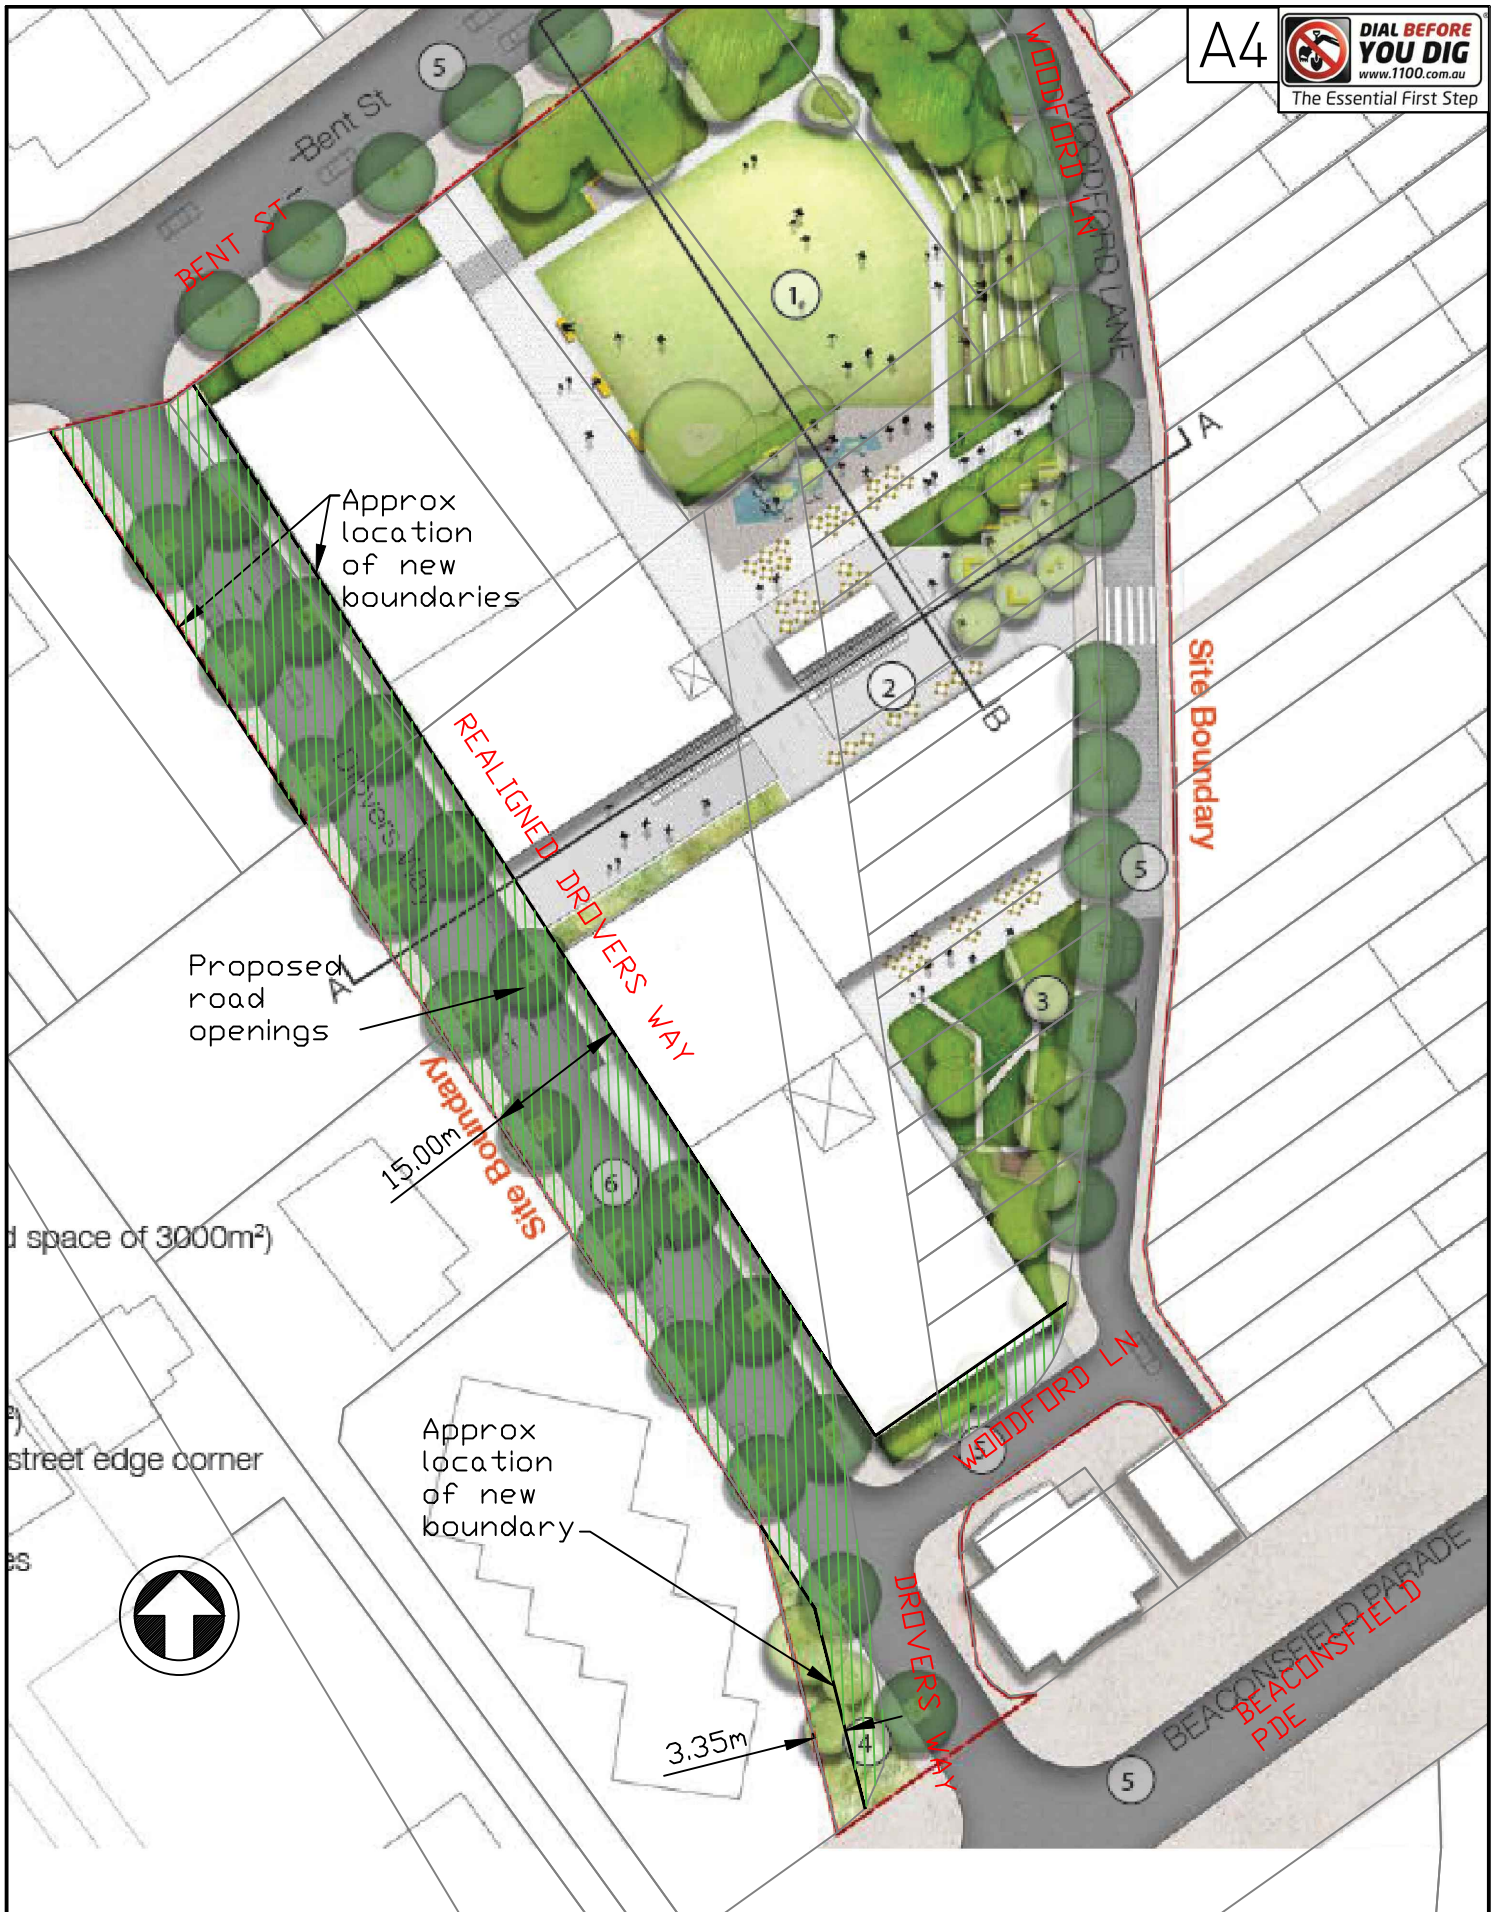 A4
DIAL BEFORE
YOU DIG
www.1100.com.au
The Essential First Step
5
Bent St
BENT ST
WOODFORD LN
WOODFORD LANE
1
A
Approx
location
of new
boundaries
2
B
Site Boundary
REALIGNED DROVERS WAY
Drovers Way
5
Proposed
road
openings
A
3
15.00m
Site Boundary
6
d space of 3000m²)
²)
street edge corner
es
Approx
location
of new
boundary
WOODFORD LN
5
DROVERS WAY
3.35m
4
BEACONSFIELD PARADE
BEACONSFIELD
PDE
5